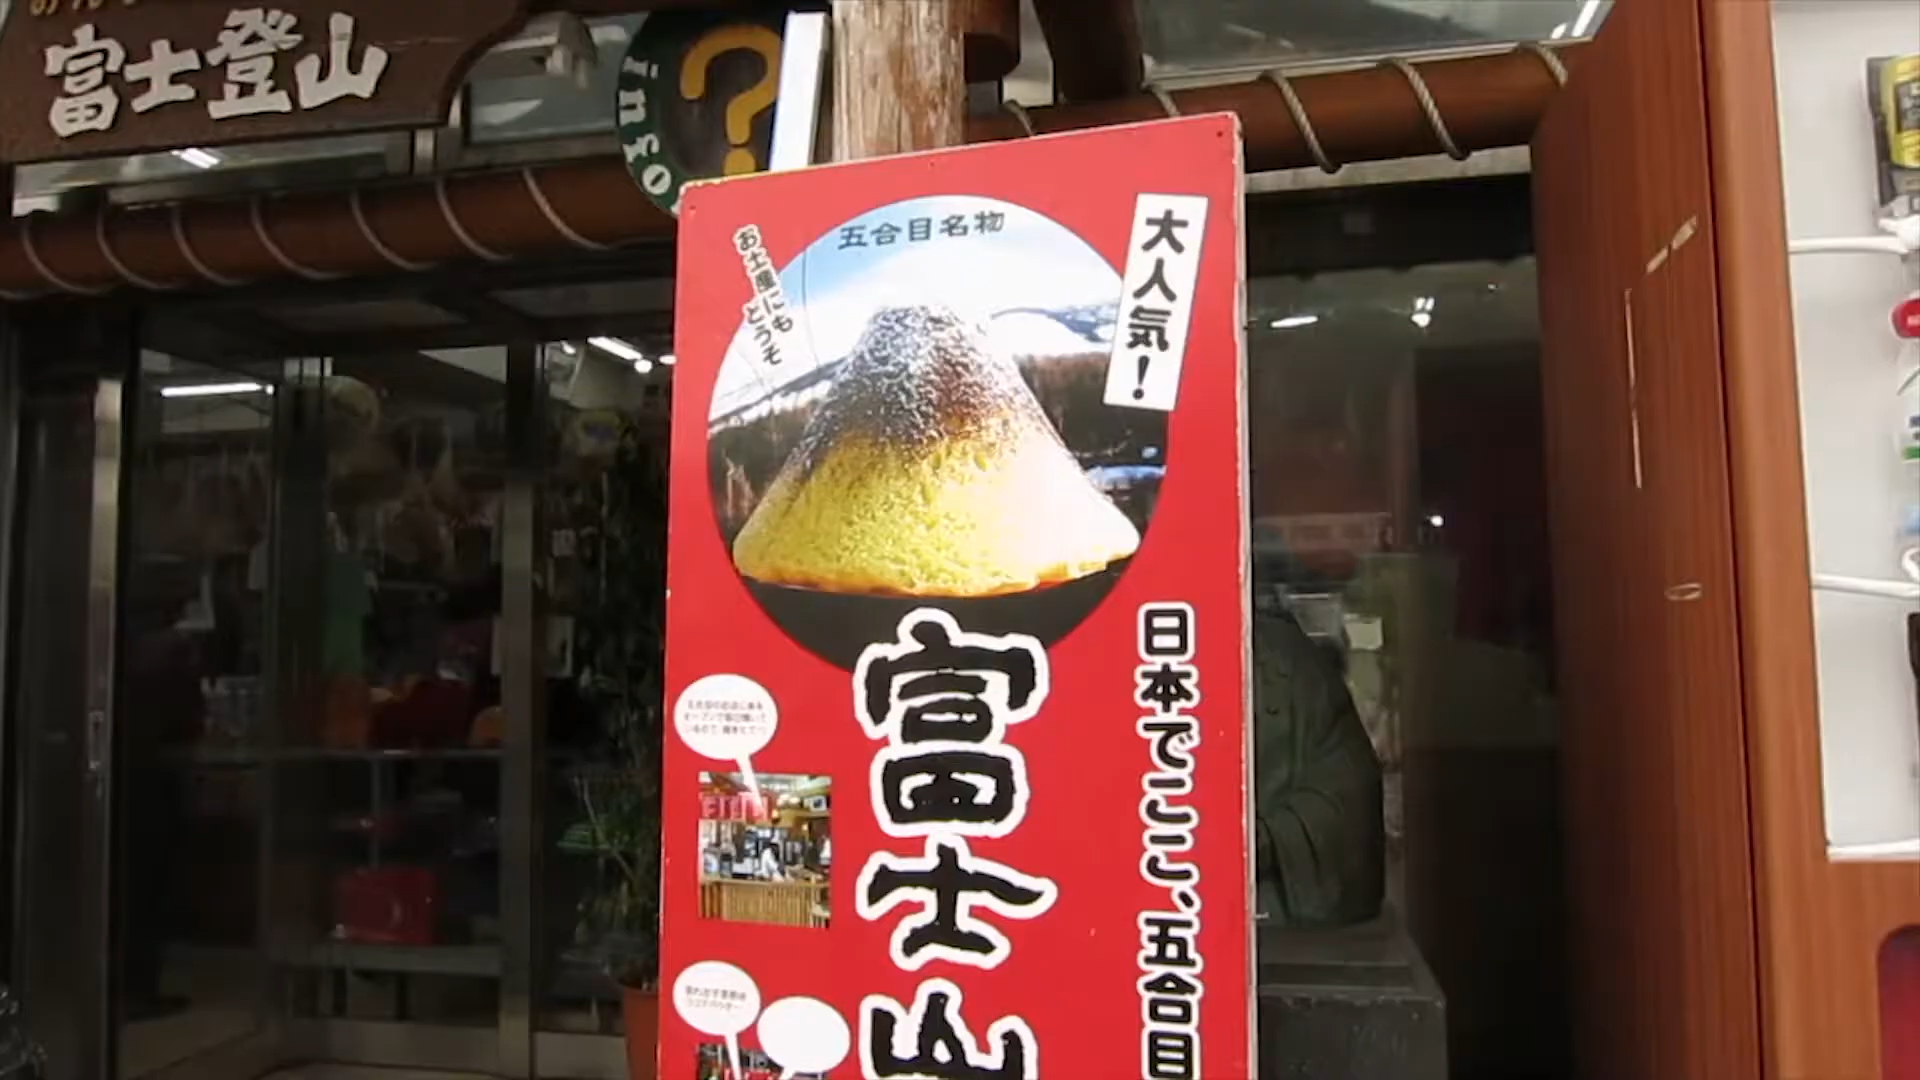 富士登山
info
?
五合目名物
大人気!
お土産にも
どうぞ
富士山
日本でここ、五合目